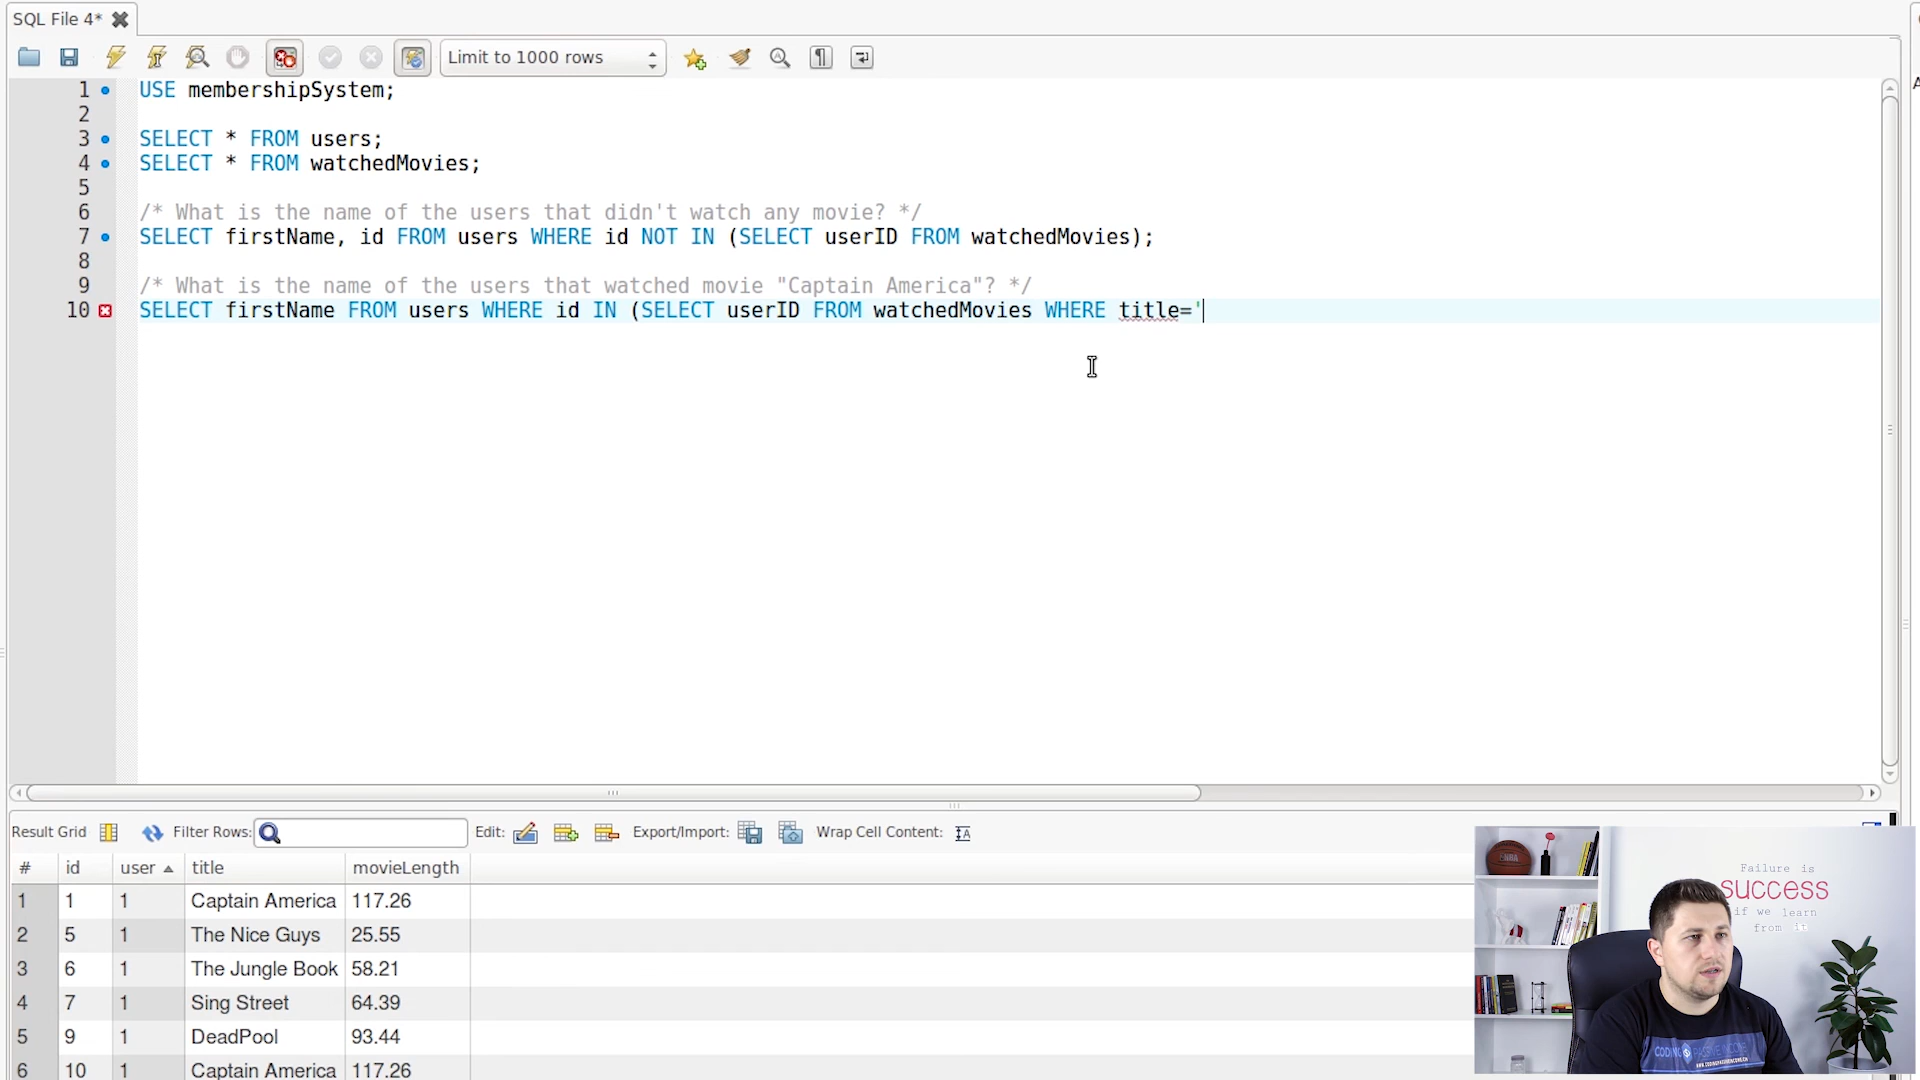 SQL File 4*
Limit to 1000 rows
1 USE membershipSystem;
2
3 SELECT * FROM users;
4 SELECT * FROM watchedMovies;
5
6 /* What is the name of the users that didn't watch any movie? */
7 SELECT firstName, id FROM users WHERE id NOT IN (SELECT userID FROM watchedMovies);
8
9 /* What is the name of the users that watched movie "Captain America"? */
10 SELECT firstName FROM users WHERE id IN (SELECT userID FROM watchedMovies WHERE title='
Result Grid Filter Rows: Edit: Export/Import: Wrap Cell Content:
# id user title movieLength
1 1 1 Captain America 117.26
2 5 1 The Nice Guys 25.55
3 6 1 The Jungle Book 58.21
4 7 1 Sing Street 64.39
5 9 1 DeadPool 93.44
6 10 1 Captain America 117.26
Failure is
success
if we learn
from it